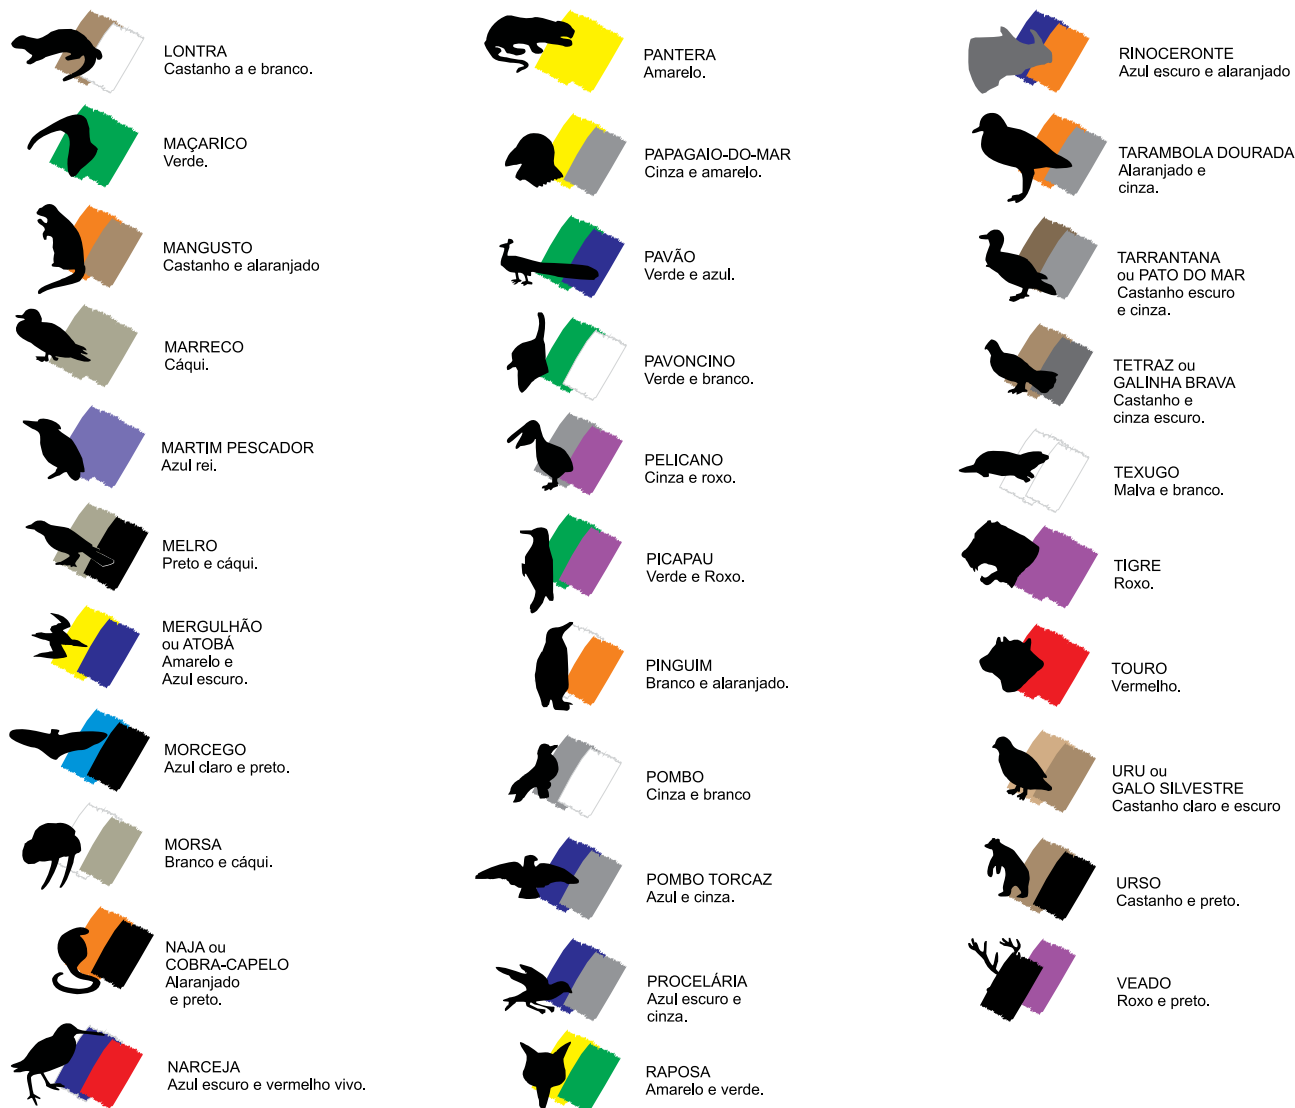 LONTRA
Castanho a e branco.
MAÇARICO
Verde.
MANGUSTO
Castanho e alaranjado
MARRECO
Cáqui.
MARTIM PESCADOR
Azul rei.
MELRO
Preto e cáqui.
MERGULHÃO
ou ATOBÁ
Amarelo e
Azul escuro.
MORCEGO
Azul claro e preto.
MORSA
Branco e cáqui.
NAJA ou
COBRA-CAPELO
Alaranjado
e preto.
NARCEJA
Azul escuro e vermelho vivo.
PANTERA
Amarelo.
PAPAGAIO-DO-MAR
Cinza e amarelo.
PAVÃO
Verde e azul.
PAVONCINO
Verde e branco.
PELICANO
Cinza e roxo.
PICAPAU
Verde e Roxo.
PINGUIM
Branco e alaranjado.
POMBO
Cinza e branco
POMBO TORCAZ
Azul e cinza.
PROCELÁRIA
Azul escuro e
cinza.
RAPOSA
Amarelo e verde.
RINOCERONTE
Azul escuro e alaranjado
TARAMBOLA DOURADA
Alaranjado e
cinza.
TARRANTANA
ou PATO DO MAR
Castanho escuro
e cinza.
TETRAZ ou
GALINHA BRAVA
Castanho e
cinza escuro.
TEXUGO
Malva e branco.
TIGRE
Roxo.
TOURO
Vermelho.
URU ou
GALO SILVESTRE
Castanho claro e escuro
URSO
Castanho e preto.
VEADO
Roxo e preto.